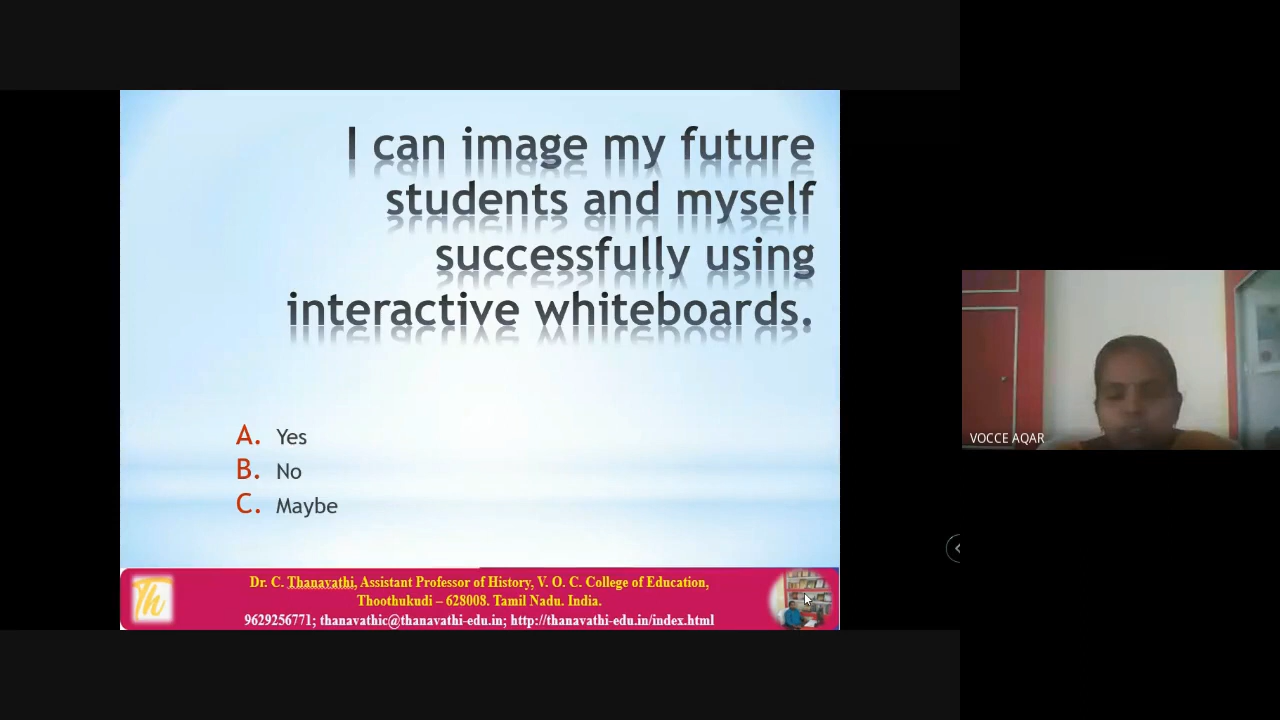 I can image my future
students and myself
successfully using
interactive whiteboards.
A. Yes
B. No
C. Maybe
Th
Dr. C. Thanavathi, Assistant Professor of History, V. O. C. College of Education,
Thoothukudi – 628008. Tamil Nadu. India.
9629256771; thanavathic@thanavathi-edu.in; http://thanavathi-edu.in/index.html
VOCCE AQAR